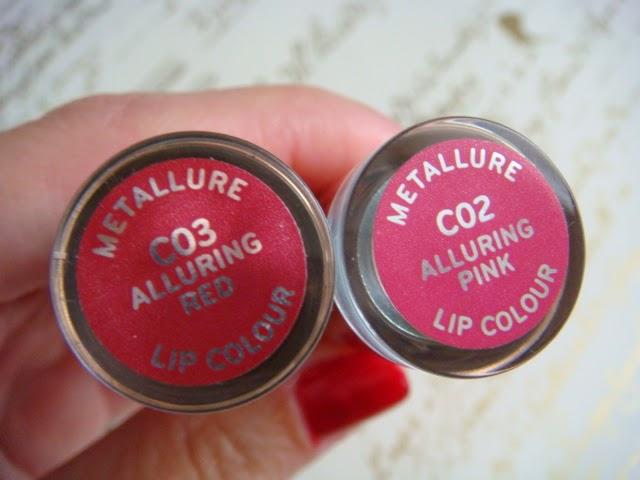 METALLURE
C03
ALLURING
RED
LIP COLOUR
METALLURE
C02
ALLURING
PINK
LIP COLOUR